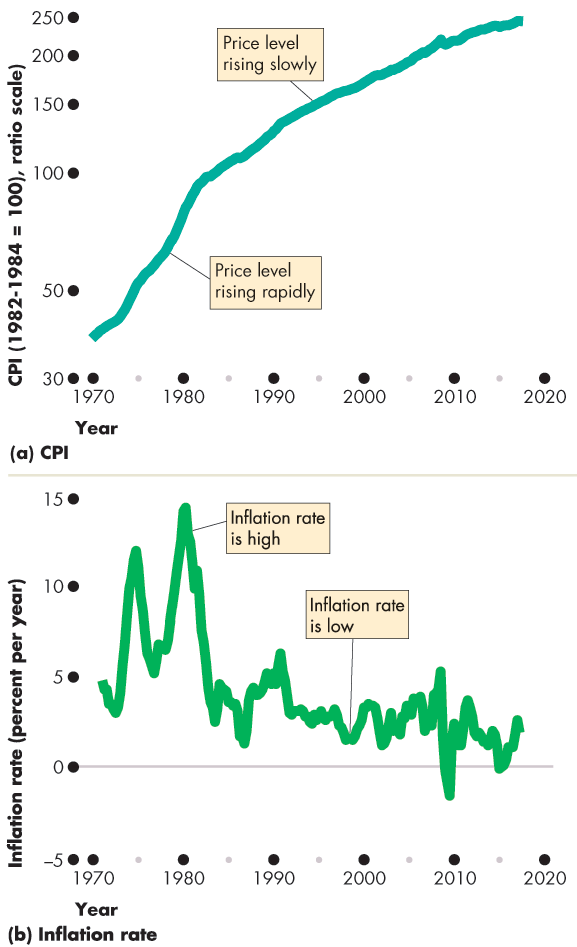 CPI (1982-1984 = 100), ratio scale)
250
200
150
100
50
30
Price level
rising slowly
Price level
rising rapidly
1970 1980 1990 2000 2010 2020
Year
(a) CPI
Inflation rate (percent per year)
15
10
5
0
–5
Inflation rate
is high
Inflation rate
is low
1970 1980 1990 2000 2010 2020
Year
(b) Inflation rate